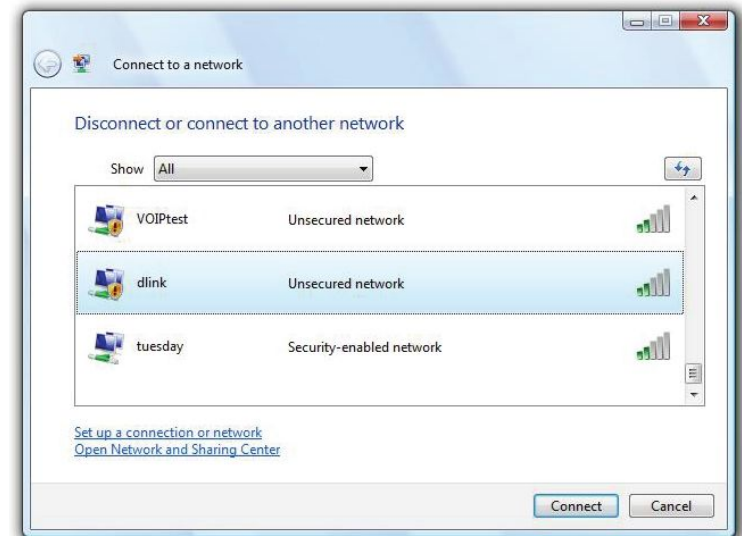 Connect to a network
Disconnect or connect to another network
Show All
VOIPtest Unsecured network
dlink Unsecured network
tuesday Security-enabled network
Set up a connection or network
Open Network and Sharing Center
Connect Cancel